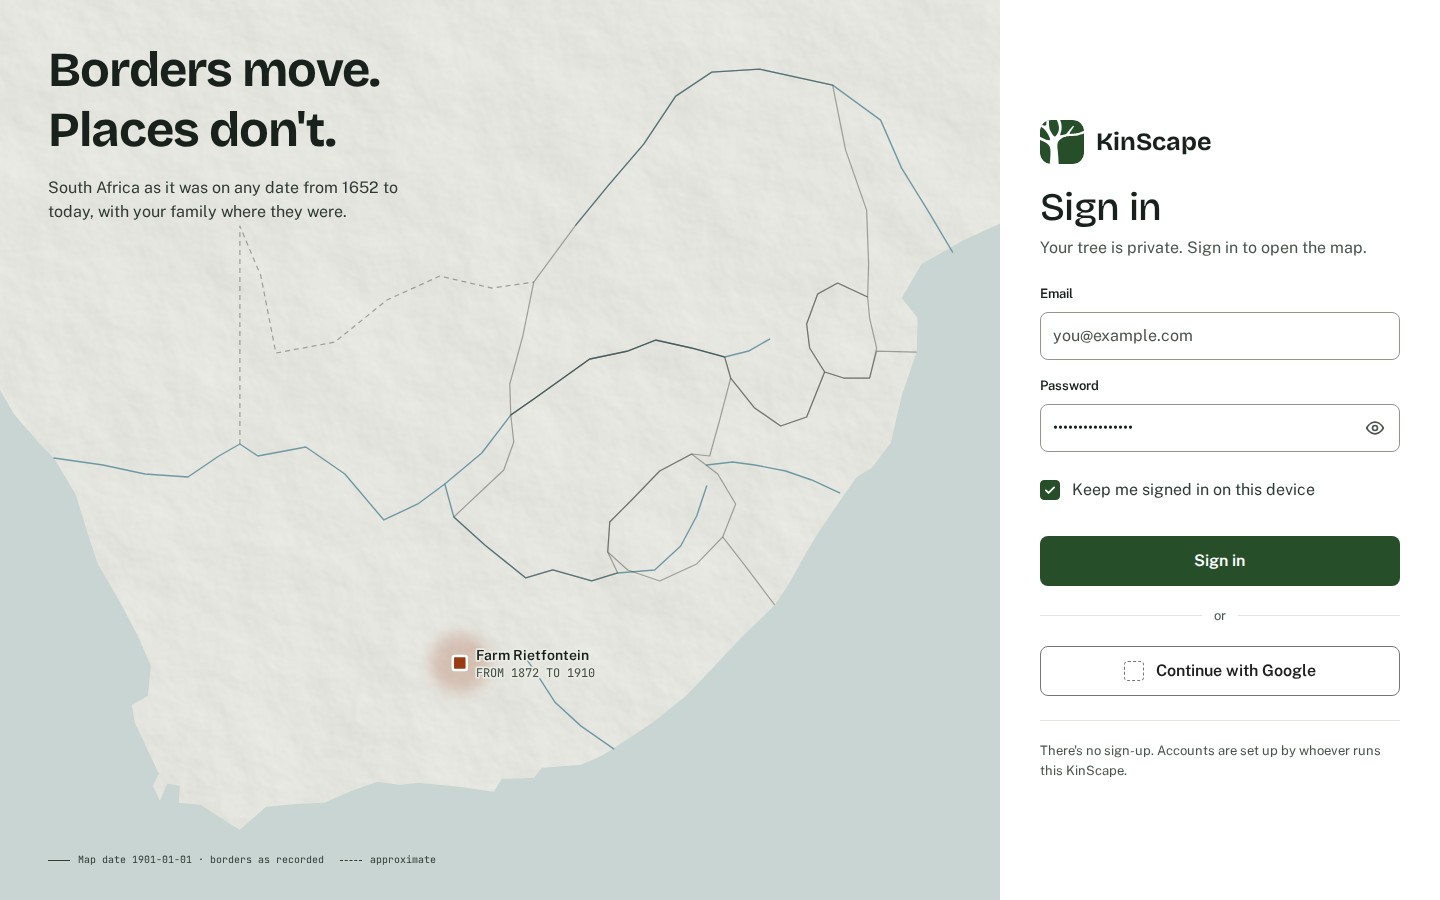 Borders move.
Places don't.
South Africa as it was on any date from 1652 to
today, with your family where they were.
Farm Rietfontein
FROM 1872 TO 1910
Map date 1901-01-01 · borders as recorded
approximate
KinScape
Sign in
Your tree is private. Sign in to open the map.
Email
you@example.com
Password
••••••••••••••••
Keep me signed in on this device
Sign in
or
Continue with Google
There's no sign-up. Accounts are set up by whoever runs
this KinScape.